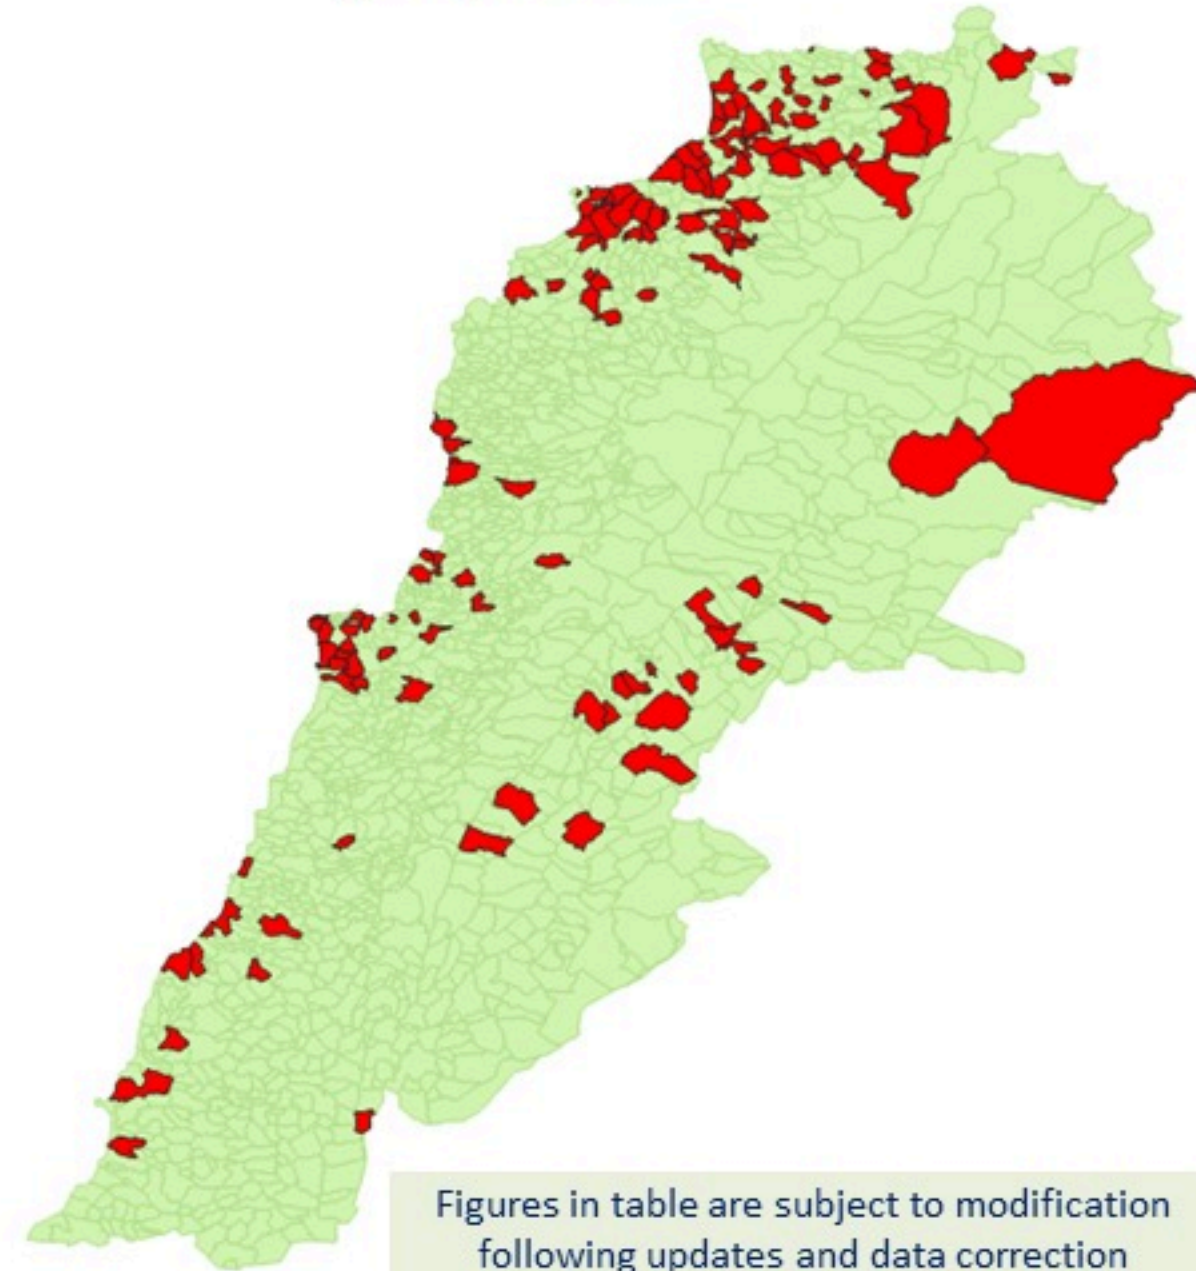 Figures in table are subject to modification
following updates and data correction